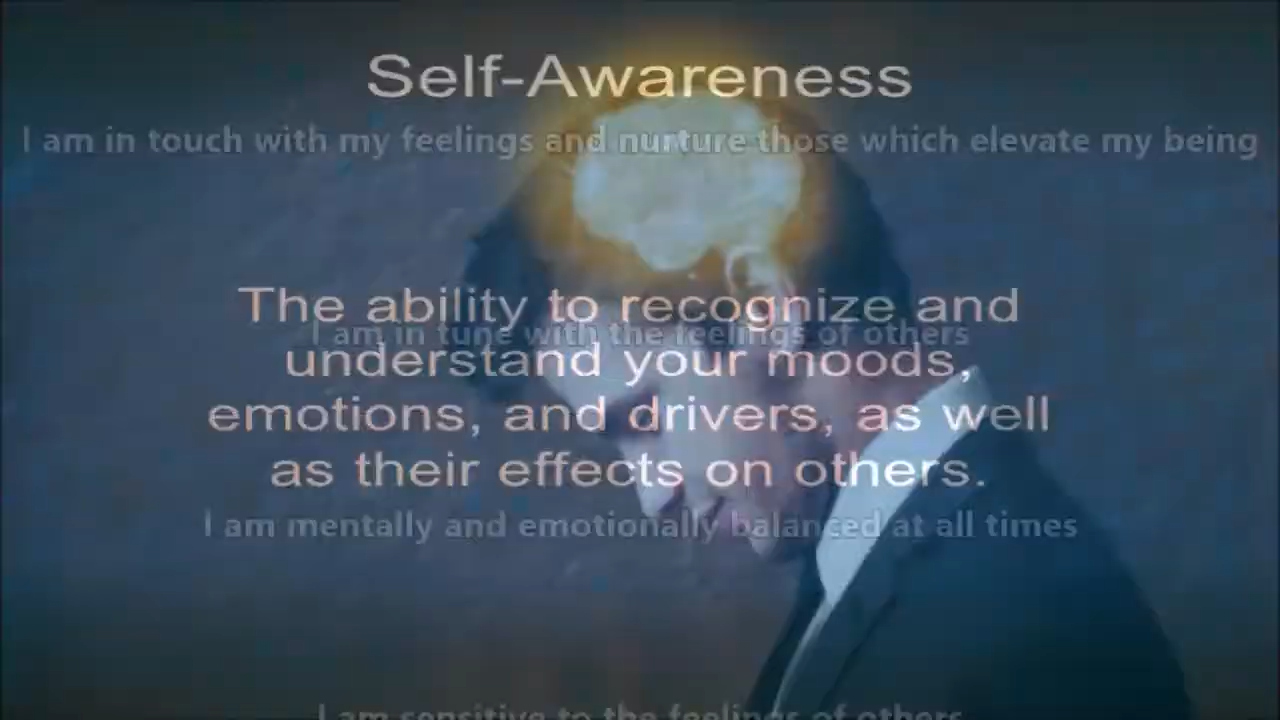 Self-Awareness
I am in touch with my feelings and nurture those which elevate my being
The ability to recognize and
I am in tune with the feelings of others
understand your moods,
emotions, and drivers, as well
as their effects on others.
I am mentally and emotionally balanced at all times
I am sensitive to the feelings of others